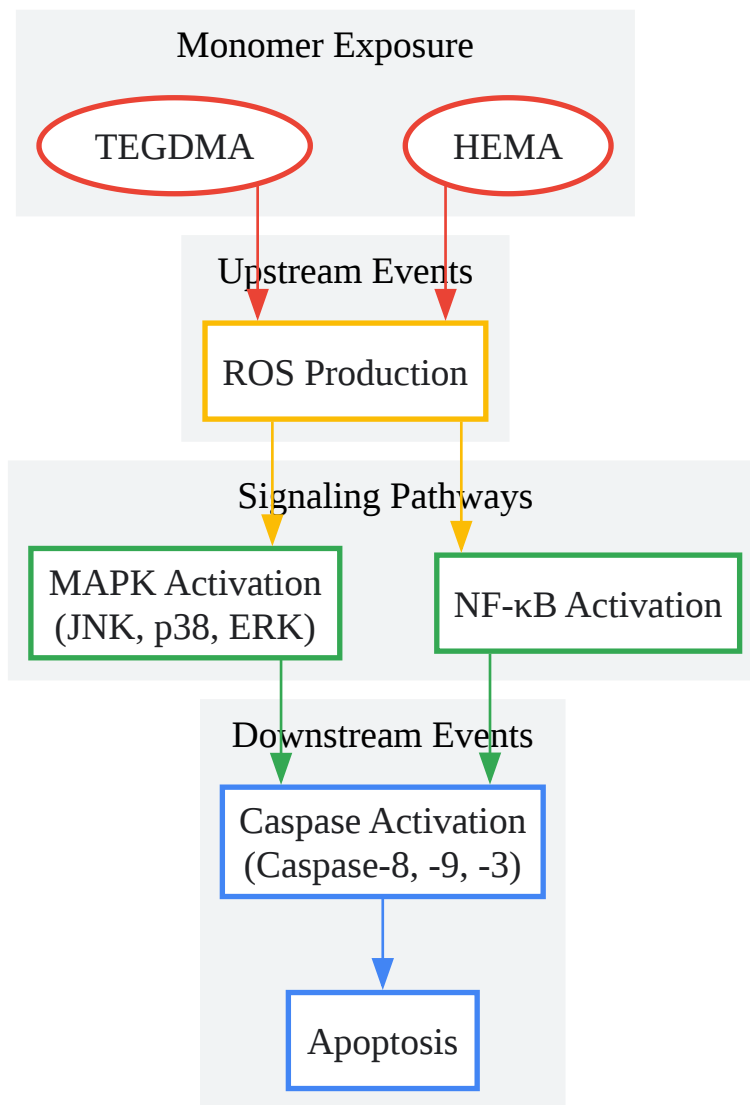 Monomer Exposure
TEGDMA
HEMA
Upstream Events
ROS Production
Signaling Pathways
MAPK Activation
(JNK, p38, ERK)
NF-κB Activation
Downstream Events
Caspase Activation
(Caspase-8, -9, -3)
Apoptosis